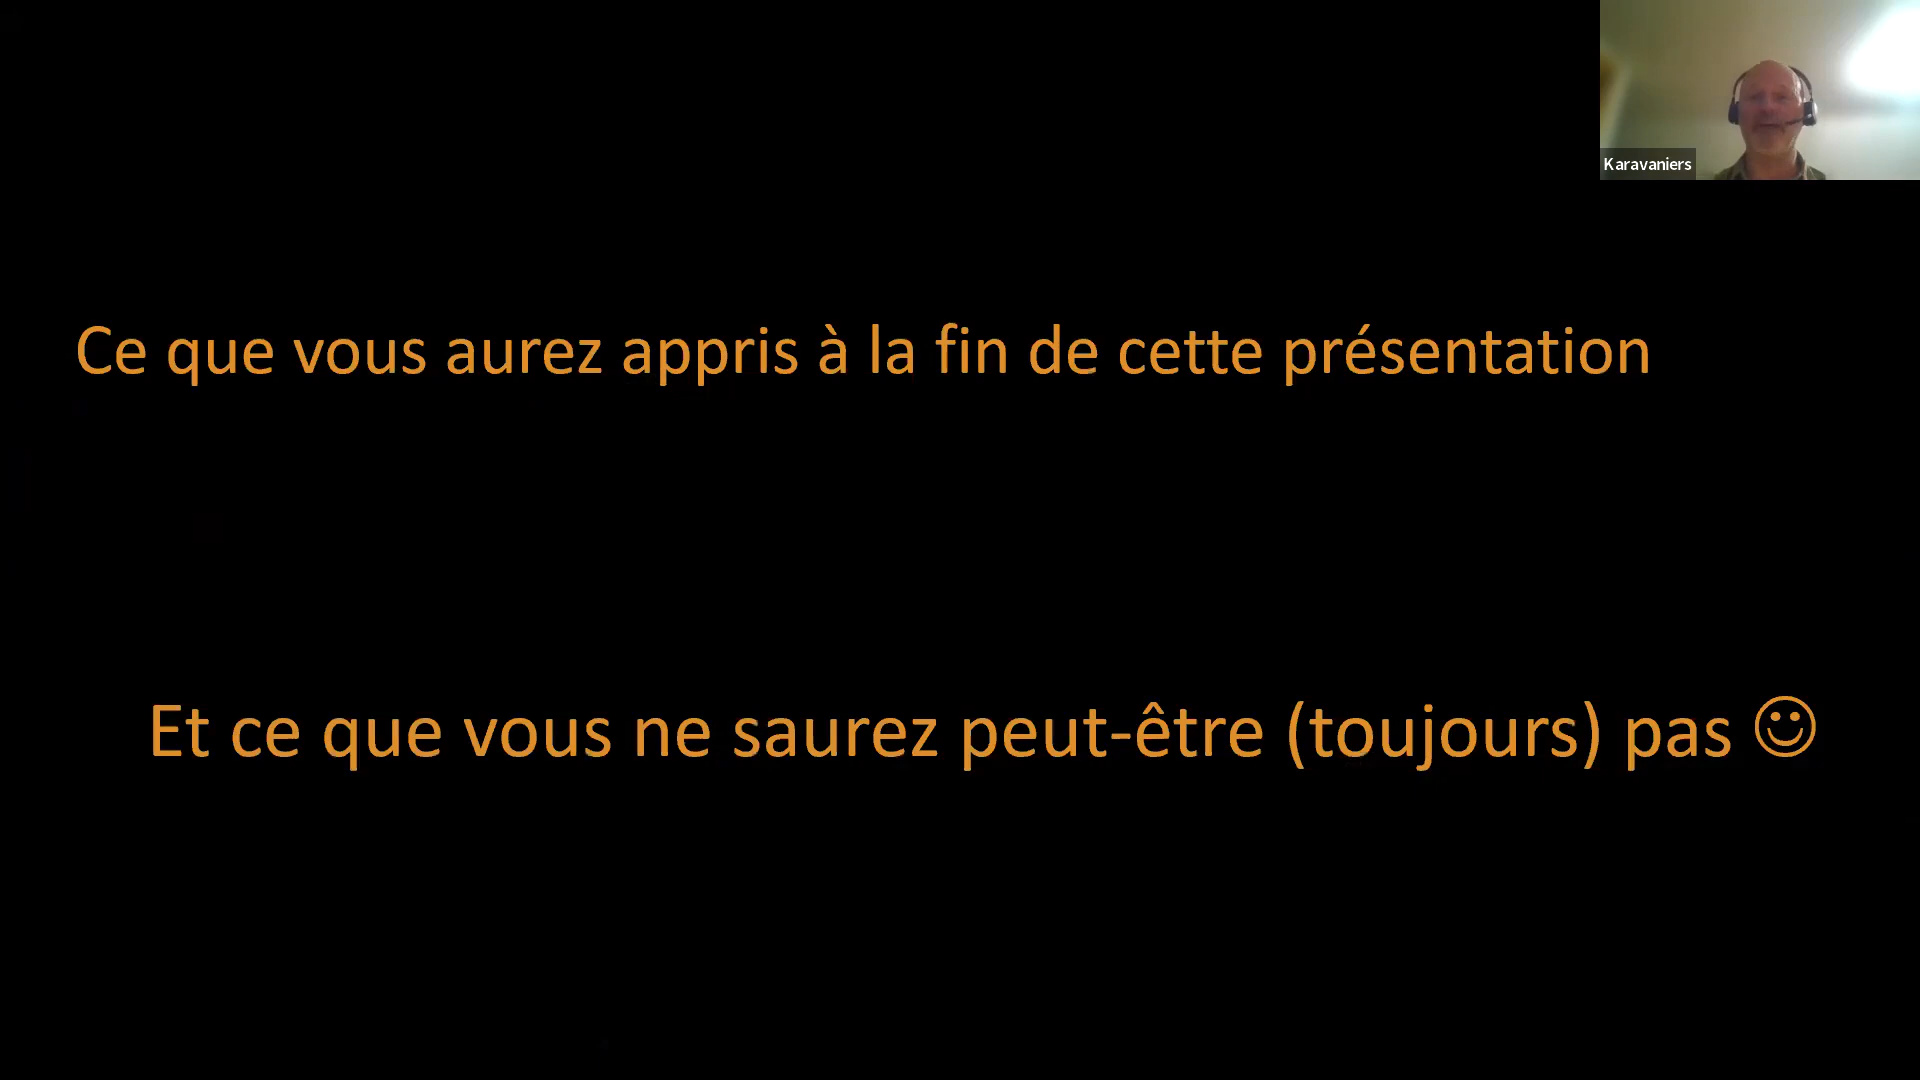 Karavaniers
Ce que vous aurez appris à la fin de cette présentation
Et ce que vous ne saurez peut-être (toujours) pas ☺